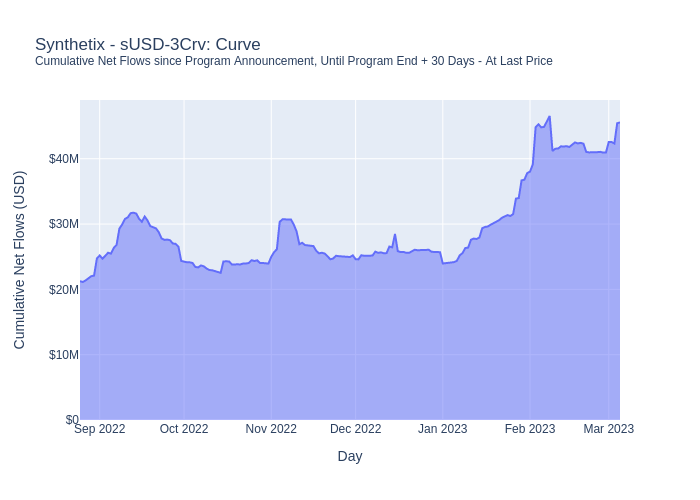 Synthetix - sUSD-3Crv: Curve
Cumulative Net Flows since Program Announcement, Until Program End + 30 Days - At Last Price
Cumulative Net Flows (USD)
$40M
$30M
$20M
$10M
$0
Sep 2022 Oct 2022 Nov 2022 Dec 2022 Jan 2023 Feb 2023 Mar 2023
Day